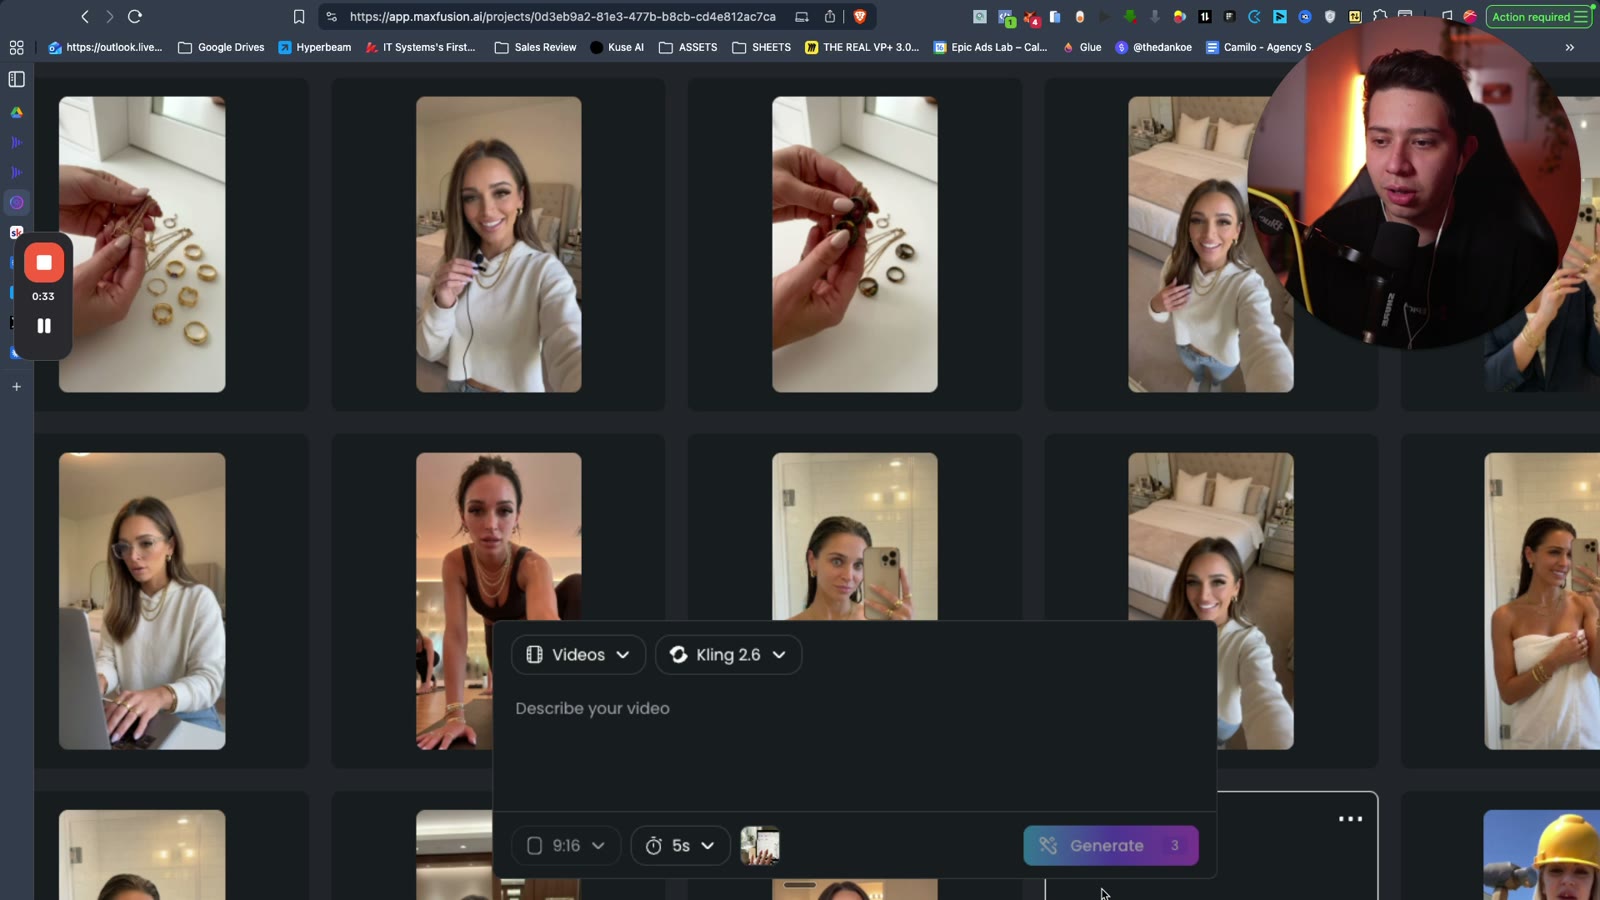 https://app.maxfusion.ai/projects/0d3eb9a2-81e3-477b-b8cb-cd4e812ac7ca
1
4
Action required
https://outlook.live...
Google Drives
Hyperbeam
IT Systems's First...
Sales Review
Kuse AI
ASSETS
SHEETS
THE REAL VP+ 3.0...
Epic Ads Lab – Cal...
Glue
@thedankoe
Camilo - Agency S
»
0:33
Videos
Kling 2.6
Describe your video
9:16
5s
Generate
3